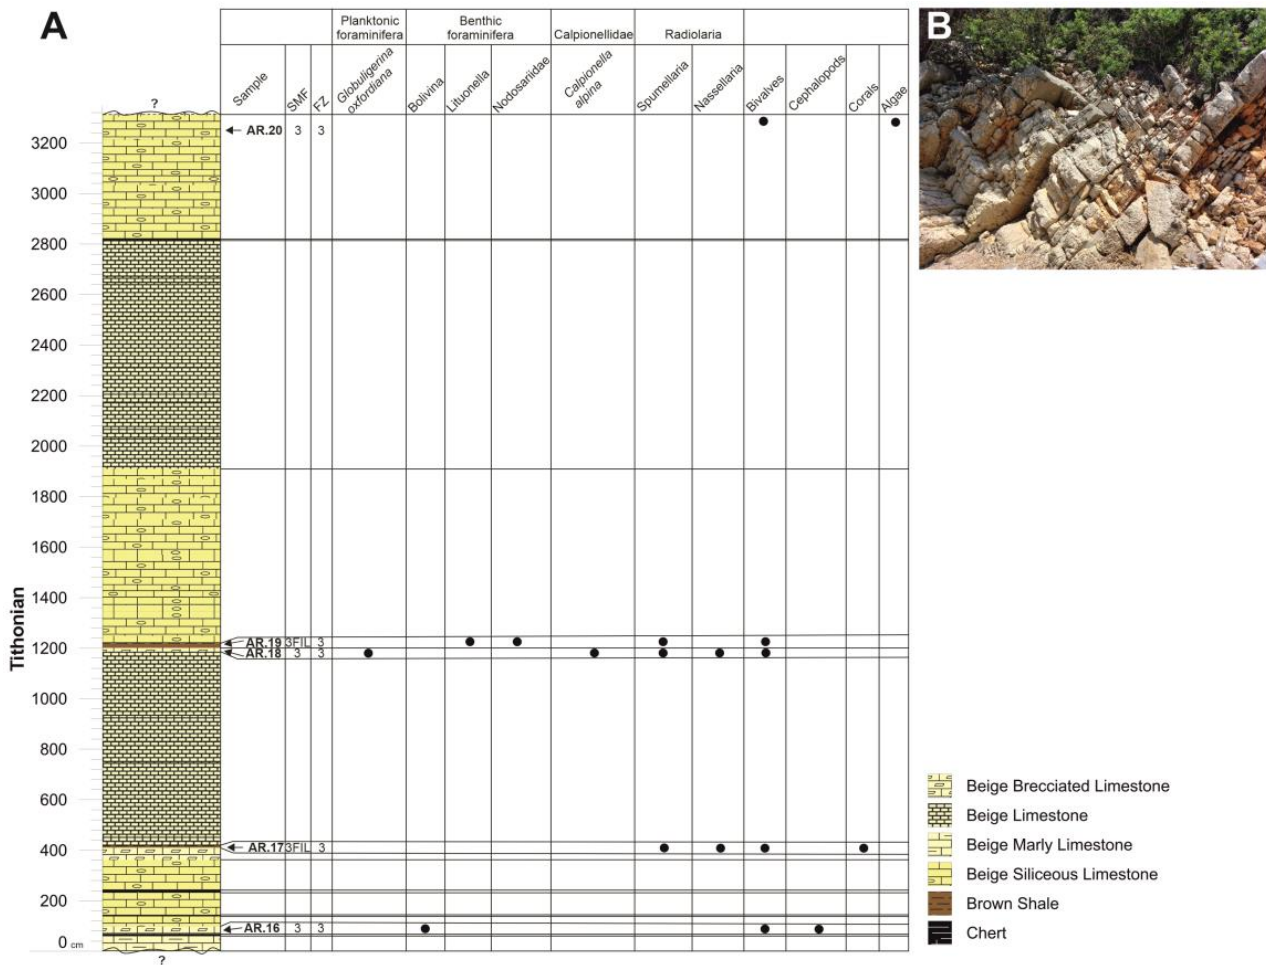 A
B
Planktonic
foraminifera
Benthic
foraminifera
Calpionellidae
Radiolaria
Sample
SMF
FZ
Globuligerina
oxfordiana
Bolivina
Lituonella
Nodosariidae
Calpionella
alpina
Spumellaria
Nassellaria
Bivalves
Cephalopods
Corals
Algae
?
AR.20 3 3
3200
3000
2800
2600
2400
2200
2000
1800
1600
1400
AR.19 3FIL 3
1200
AR.18 3 3
1000
800
600
400
AR.17 3FIL 3
200
AR.16 3 3
0 cm
?
Tithonian
Beige Brecciated Limestone
Beige Limestone
Beige Marly Limestone
Beige Siliceous Limestone
Brown Shale
Chert